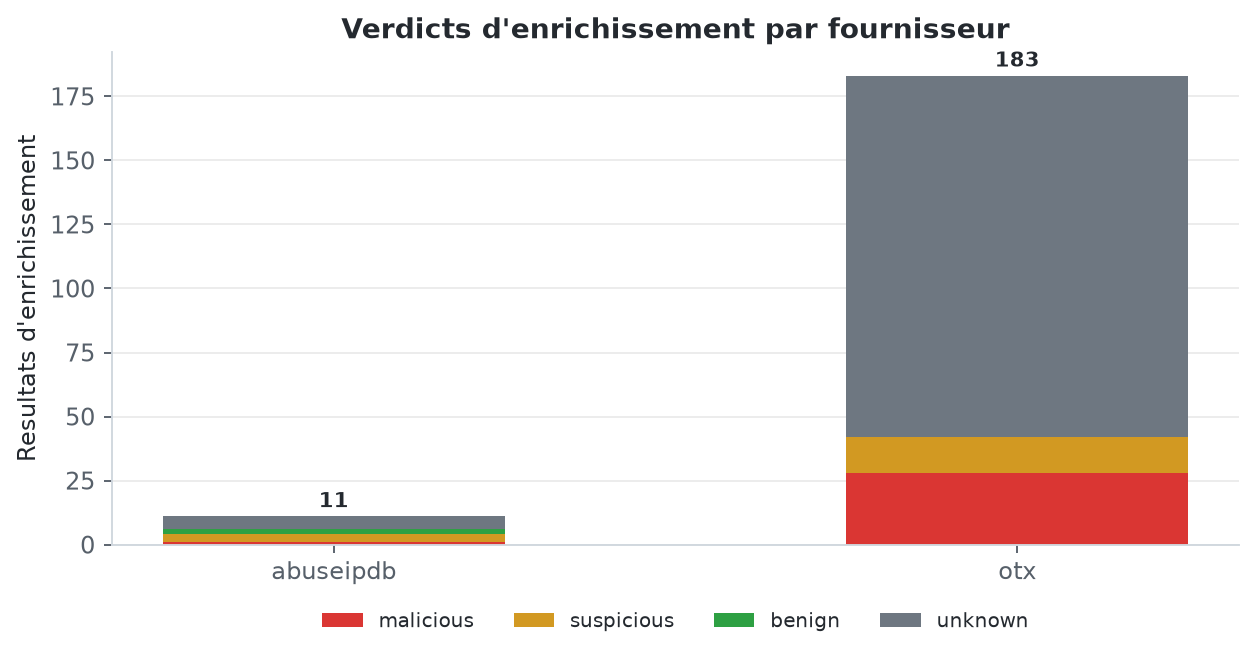 Verdicts d'enrichissement par fournisseur
Resultats d'enrichissement
175
150
125
100
75
50
25
0
183
11
abuseipdb
otx
malicious
suspicious
benign
unknown